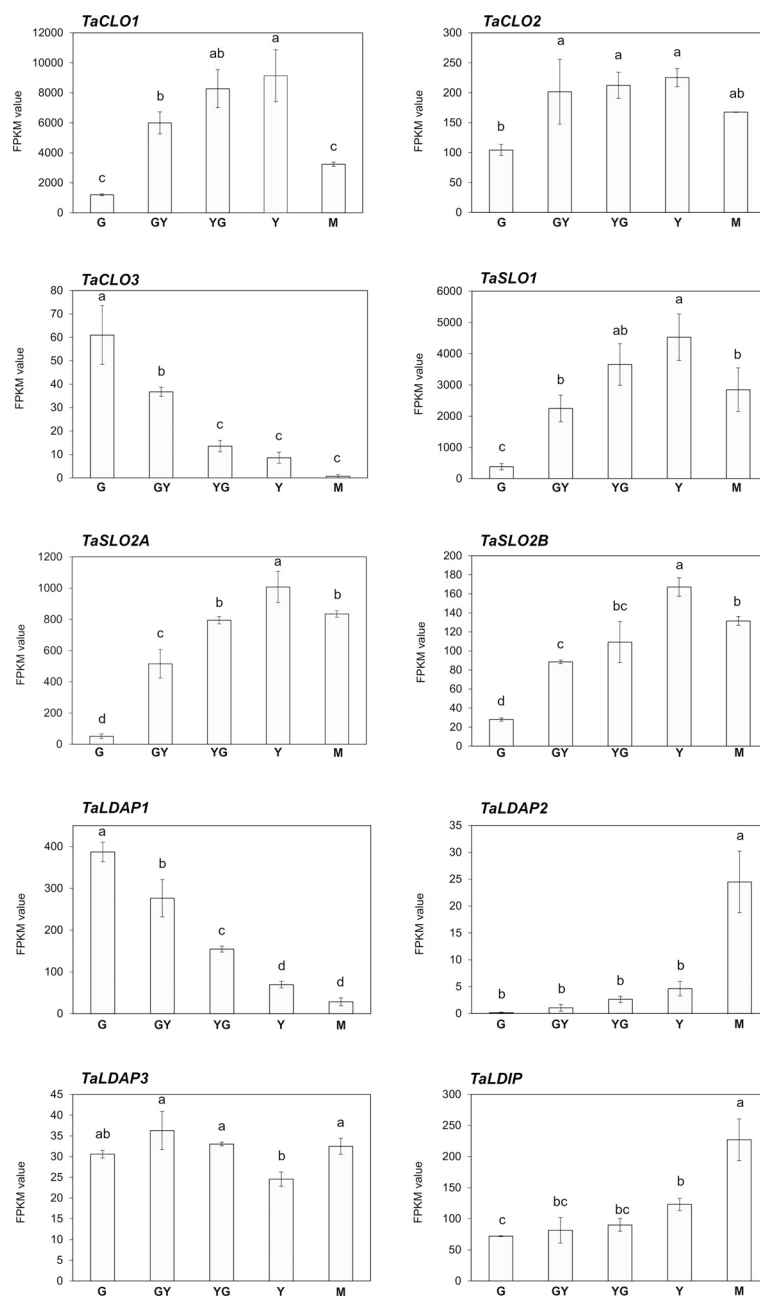 TaCLO1
FPKM value
12000
10000
8000
6000
4000
2000
0
c
b
ab
a
c
G GY YG Y M
TaCLO2
FPKM value
300
250
200
150
100
50
0
b
a
a
a
ab
G GY YG Y M
TaCLO3
FPKM value
80
70
60
50
40
30
20
10
0
a
b
c
c
c
G GY YG Y M
TaSLO1
FPKM value
6000
5000
4000
3000
2000
1000
0
c
b
ab
a
b
G GY YG Y M
TaSLO2A
FPKM value
1200
1000
800
600
400
200
0
d
c
b
a
b
G GY YG Y M
TaSLO2B
FPKM value
200
180
160
140
120
100
80
60
40
20
0
d
c
bc
a
b
G GY YG Y M
TaLDAP1
FPKM value
400
300
200
100
0
a
b
c
d
d
G GY YG Y M
TaLDAP2
FPKM value
35
30
25
20
15
10
5
0
b
b
b
b
a
G GY YG Y M
TaLDAP3
FPKM value
45
40
35
30
25
20
15
10
5
0
ab
a
a
b
a
G GY YG Y M
TaLDIP
FPKM value
300
250
200
150
100
50
0
c
bc
bc
b
a
G GY YG Y M